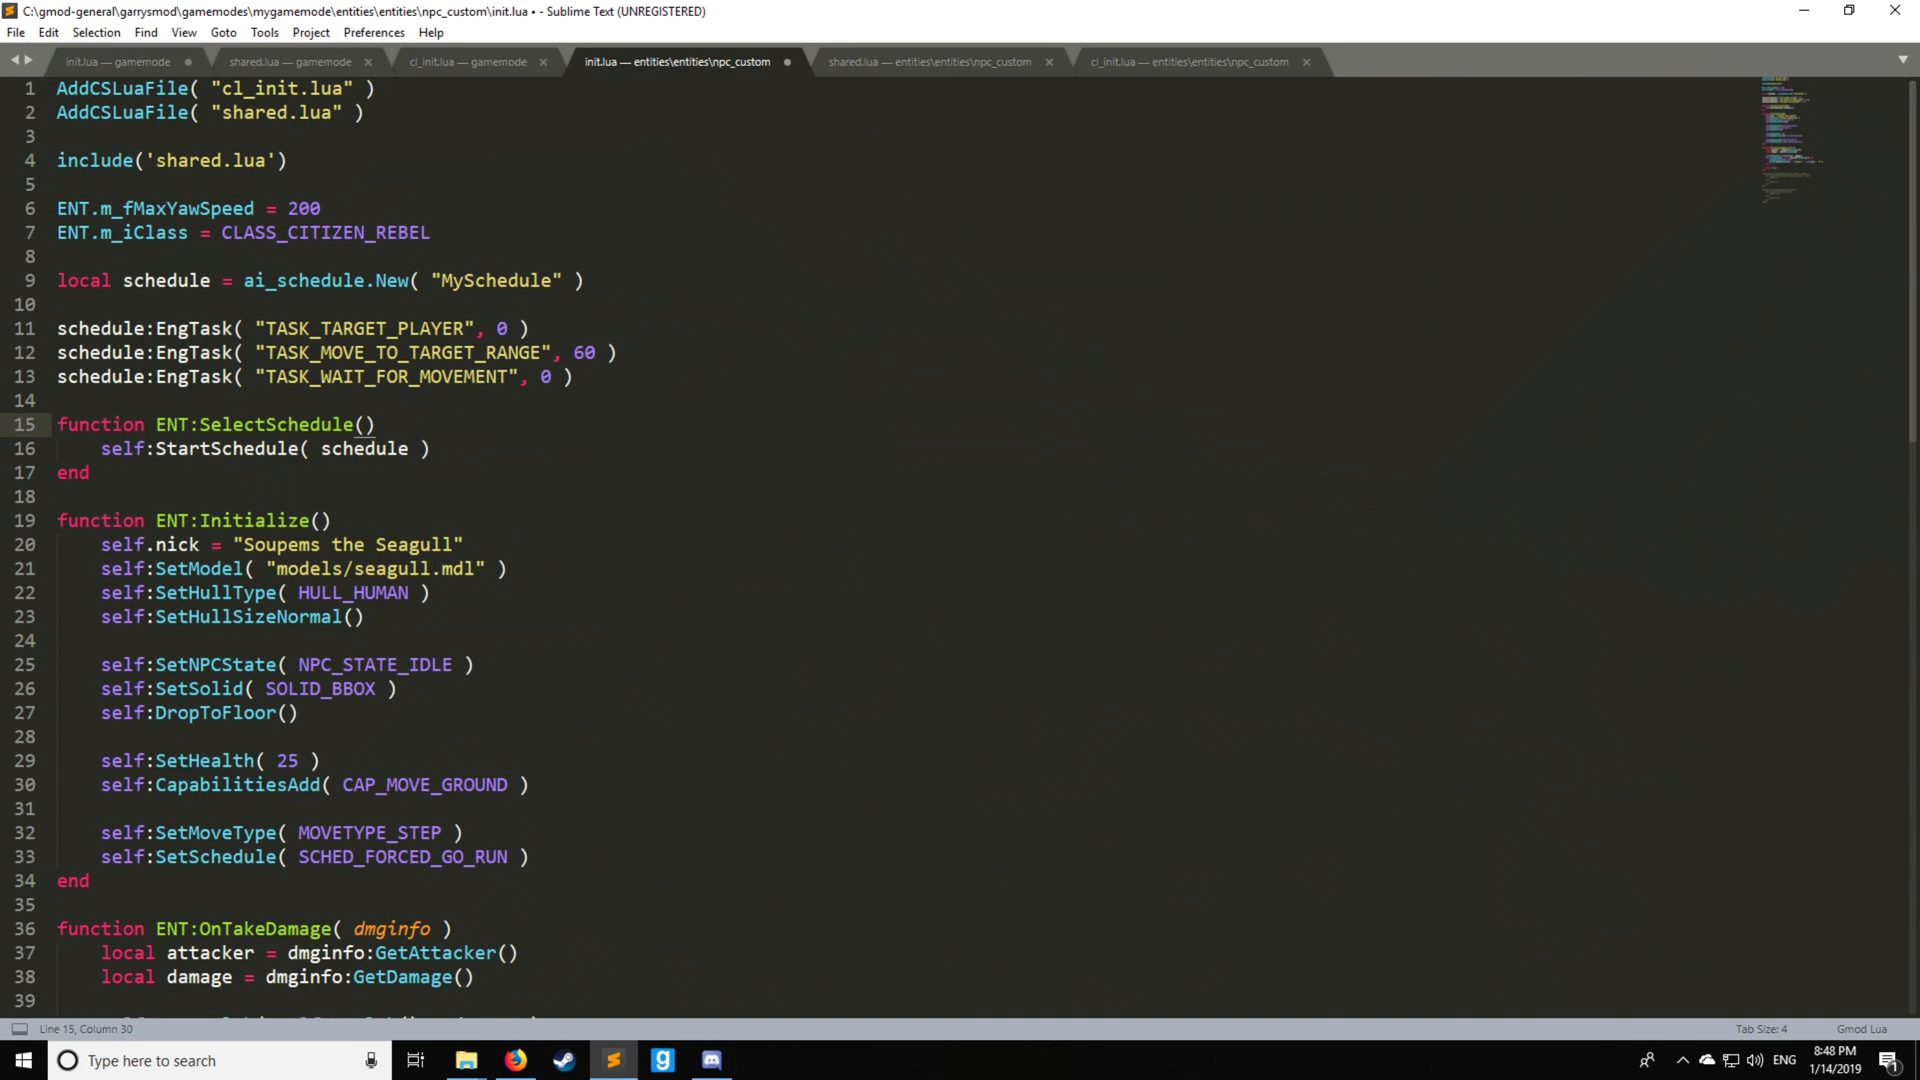 C:\gmod-general\garrysmod\gamemodes\mygamemode\entities\entities\npc_custom\init.lua • - Sublime Text (UNREGISTERED)
File Edit Selection Find View Goto Tools Project Preferences Help
init.lua — gamemode shared.lua — gamemode cl_init.lua — gamemode init.lua — entities\entities\npc_custom shared.lua — entities\entities\npc_custom cl_init.lua — entities\entities\npc_custom
1 AddCSLuaFile( "cl_init.lua" )
2 AddCSLuaFile( "shared.lua" )
3
4 include('shared.lua')
5
6 ENT.m_fMaxYawSpeed = 200
7 ENT.m_iClass = CLASS_CITIZEN_REBEL
8
9 local schedule = ai_schedule.New( "MySchedule" )
10
11 schedule:EngTask( "TASK_TARGET_PLAYER", 0 )
12 schedule:EngTask( "TASK_MOVE_TO_TARGET_RANGE", 60 )
13 schedule:EngTask( "TASK_WAIT_FOR_MOVEMENT", 0 )
14
15 function ENT:SelectSchedule()
16 self:StartSchedule( schedule )
17 end
18
19 function ENT:Initialize()
20 self.nick = "Soupems the Seagull"
21 self:SetModel( "models/seagull.mdl" )
22 self:SetHullType( HULL_HUMAN )
23 self:SetHullSizeNormal()
24
25 self:SetNPCState( NPC_STATE_IDLE )
26 self:SetSolid( SOLID_BBOX )
27 self:DropToFloor()
28
29 self:SetHealth( 25 )
30 self:CapabilitiesAdd( CAP_MOVE_GROUND )
31
32 self:SetMoveType( MOVETYPE_STEP )
33 self:SetSchedule( SCHED_FORCED_GO_RUN )
34 end
35
36 function ENT:OnTakeDamage( dmginfo )
37 local attacker = dmginfo:GetAttacker()
38 local damage = dmginfo:GetDamage()
39
Line 15, Column 30 Tab Size: 4 Gmod Lua
Type here to search ENG 8:48 PM
1/14/2019